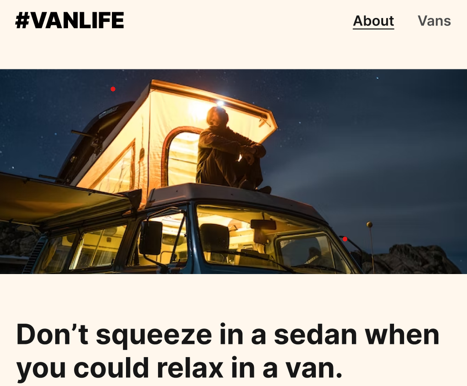 #VANLIFE
About Vans
Don’t squeeze in a sedan when
you could relax in a van.